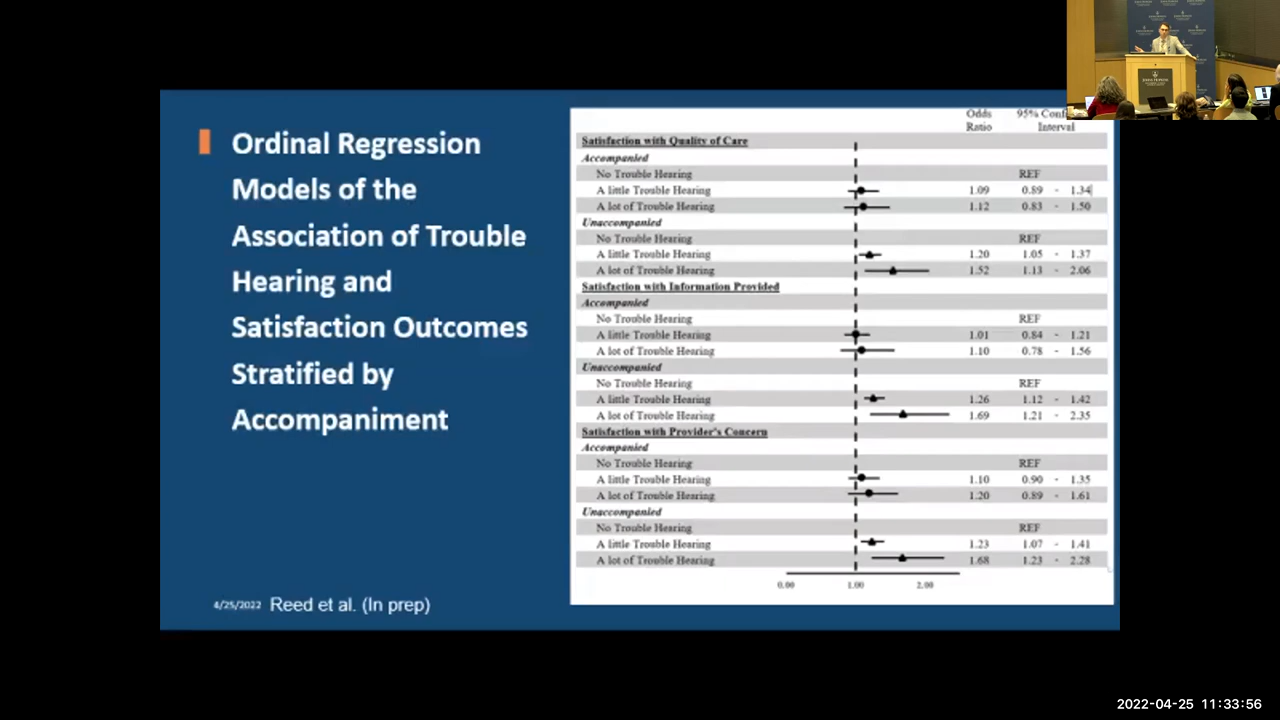 Ordinal Regression
Models of the
Association of Trouble
Hearing and
Satisfaction Outcomes
Stratified by
Accompaniment
4/25/2022 Reed et al. (In prep)
Odds Ratio 95% Conf Interval
Satisfaction with Quality of Care
Accompanied
No Trouble Hearing REF
A little Trouble Hearing 1.09 0.89 - 1.34
A lot of Trouble Hearing 1.12 0.83 - 1.50
Unaccompanied
No Trouble Hearing REF
A little Trouble Hearing 1.20 1.05 - 1.37
A lot of Trouble Hearing 1.52 1.13 - 2.06
Satisfaction with Information Provided
Accompanied
No Trouble Hearing REF
A little Trouble Hearing 1.01 0.84 - 1.21
A lot of Trouble Hearing 1.10 0.78 - 1.56
Unaccompanied
No Trouble Hearing REF
A little Trouble Hearing 1.26 1.12 - 1.42
A lot of Trouble Hearing 1.69 1.21 - 2.35
Satisfaction with Provider's Concern
Accompanied
No Trouble Hearing REF
A little Trouble Hearing 1.10 0.90 - 1.35
A lot of Trouble Hearing 1.20 0.89 - 1.61
Unaccompanied
No Trouble Hearing REF
A little Trouble Hearing 1.23 1.07 - 1.41
A lot of Trouble Hearing 1.68 1.23 - 2.28
0.00 1.00 2.00
2022-04-25 11:33:56